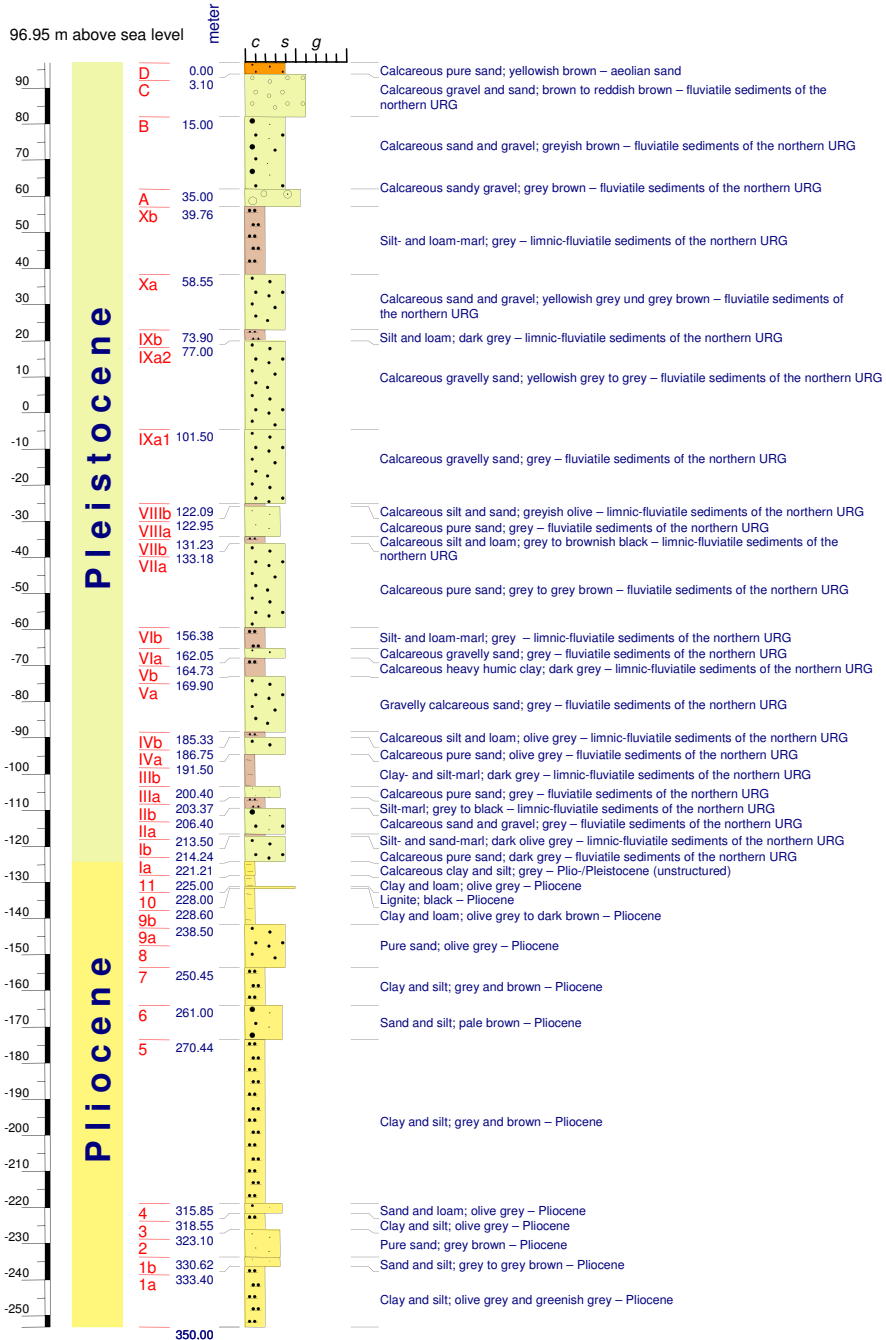 96.95 m above sea level
meter
c s g
Pleistocene
Pliocene
90
80
70
60
50
40
30
20
10
0
-10
-20
-30
-40
-50
-60
-70
-80
-90
-100
-110
-120
-130
-140
-150
-160
-170
-180
-190
-200
-210
-220
-230
-240
-250
D 0.00 Calcareous pure sand; yellowish brown – aeolian sand
C 3.10 Calcareous gravel and sand; brown to reddish brown – fluviatile sediments of the
northern URG
B 15.00 Calcareous sand and gravel; greyish brown – fluviatile sediments of the northern URG
A 35.00 Calcareous sandy gravel; grey brown – fluviatile sediments of the northern URG
Xb 39.76 Silt- and loam-marl; grey – limnic-fluviatile sediments of the northern URG
Xa 58.55 Calcareous sand and gravel; yellowish grey und grey brown – fluviatile sediments of
the northern URG
IXb 73.90 Silt and loam; dark grey – limnic-fluviatile sediments of the northern URG
IXa2 77.00 Calcareous gravelly sand; yellowish grey to grey – fluviatile sediments of the northern URG
IXa1 101.50 Calcareous gravelly sand; grey – fluviatile sediments of the northern URG
VIIIb 122.09 Calcareous silt and sand; greyish olive – limnic-fluviatile sediments of the northern URG
VIIIa 122.95 Calcareous pure sand; grey – fluviatile sediments of the northern URG
VIIb 131.23 Calcareous silt and loam; grey to brownish black – limnic-fluviatile sediments of the
northern URG
VIIa 133.18 Calcareous pure sand; grey to grey brown – fluviatile sediments of the northern URG
VIb 156.38 Silt- and loam-marl; grey – limnic-fluviatile sediments of the northern URG
VIa 162.05 Calcareous gravelly sand; grey – fluviatile sediments of the northern URG
Vb 164.73 Calcareous heavy humic clay; dark grey – limnic-fluviatile sediments of the northern URG
Va 169.90 Gravelly calcareous sand; grey – fluviatile sediments of the northern URG
IVb 185.33 Calcareous silt and loam; olive grey – limnic-fluviatile sediments of the northern URG
IVa 186.75 Calcareous pure sand; olive grey – fluviatile sediments of the northern URG
IIIb 191.50 Clay- and silt-marl; dark grey – limnic-fluviatile sediments of the northern URG
IIIa 200.40 Calcareous pure sand; grey – fluviatile sediments of the northern URG
IIb 203.37 Silt-marl; grey to black – limnic-fluviatile sediments of the northern URG
IIa 206.40 Calcareous sand and gravel; grey – fluviatile sediments of the northern URG
213.50 Silt- and sand-marl; dark olive grey – limnic-fluviatile sediments of the northern URG
Ib 214.24 Calcareous pure sand; dark grey – fluviatile sediments of the northern URG
Ia 221.21 Calcareous clay and silt; grey – Plio-/Pleistocene (unstructured)
11 225.00 Clay and loam; olive grey – Pliocene
10 228.00 Lignite; black – Pliocene
9b 228.60 Clay and loam; olive grey to dark brown – Pliocene
9a 238.50 Pure sand; olive grey – Pliocene
8
7 250.45 Clay and silt; grey and brown – Pliocene
6 261.00 Sand and silt; pale brown – Pliocene
5 270.44 Clay and silt; grey and brown – Pliocene
4 315.85 Sand and loam; olive grey – Pliocene
3 318.55 Clay and silt; olive grey – Pliocene
2 323.10 Pure sand; grey brown – Pliocene
1b 330.62 Sand and silt; grey to grey brown – Pliocene
1a 333.40 Clay and silt; olive grey and greenish grey – Pliocene
350.00